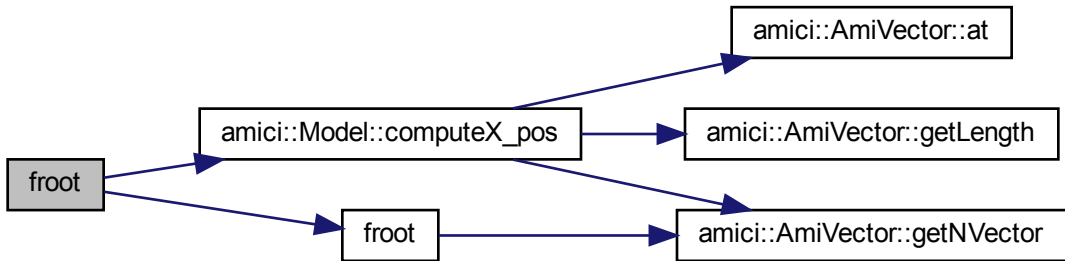 amici::AmiVector::at
amici::Model::computeX_pos
amici::AmiVector::getLength
froot
froot
amici::AmiVector::getNVector